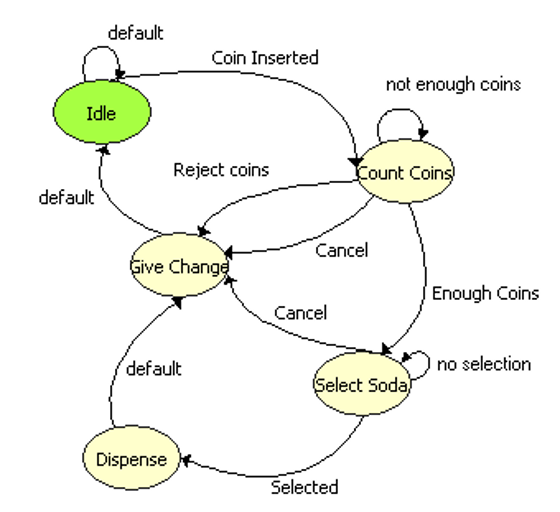 default
Coin Inserted
not enough coins
Idle
Reject coins
Count Coins
default
Cancel
Give Change
Enough Coins
Cancel
no selection
default
Select Soda
Dispense
Selected